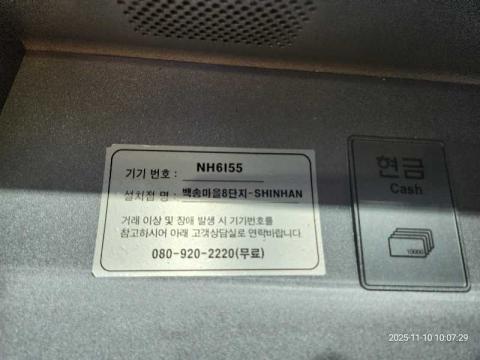 기기 번호 : NH6I55
설치점 명 : 백송마을8단지-SHINHAN
거래 이상 및 장애 발생 시 기기번호를
참고하시어 아래 고객상담실로 연락바랍니다.
080-920-2220(무료)
현금
Cash
10000
2025-11-10 10:07:29